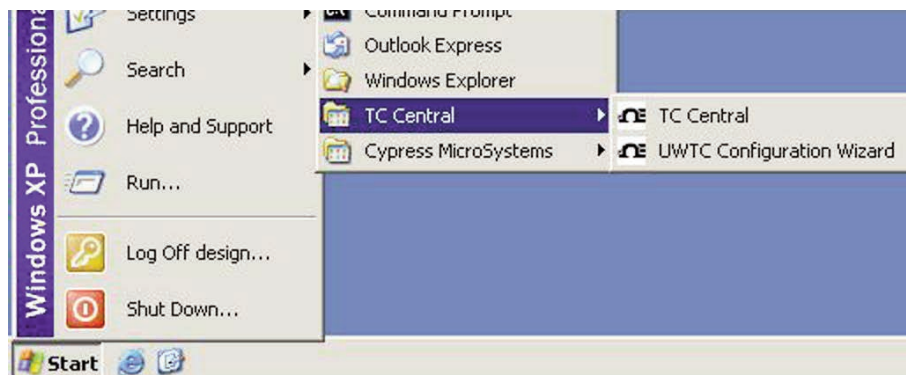 Windows XP Professional
Settings
Search
Help and Support
Run...
Log Off design...
Shut Down...
Command Prompt
Outlook Express
Windows Explorer
TC Central
Cypress MicroSystems
TC Central
UWTC Configuration Wizard
Start